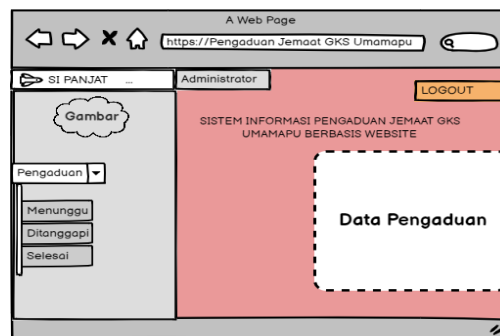 A Web Page
https://Pengaduan Jemaat GKS Umamapu
SI PANJAT ...
Administrator
LOGOUT
Gambar
SISTEM INFORMASI PENGADUAN JEMAAT GKS
UMAMAPU BERBASIS WEBSITE
Pengaduan
Menunggu
Ditanggapi
Selesai
Data Pengaduan